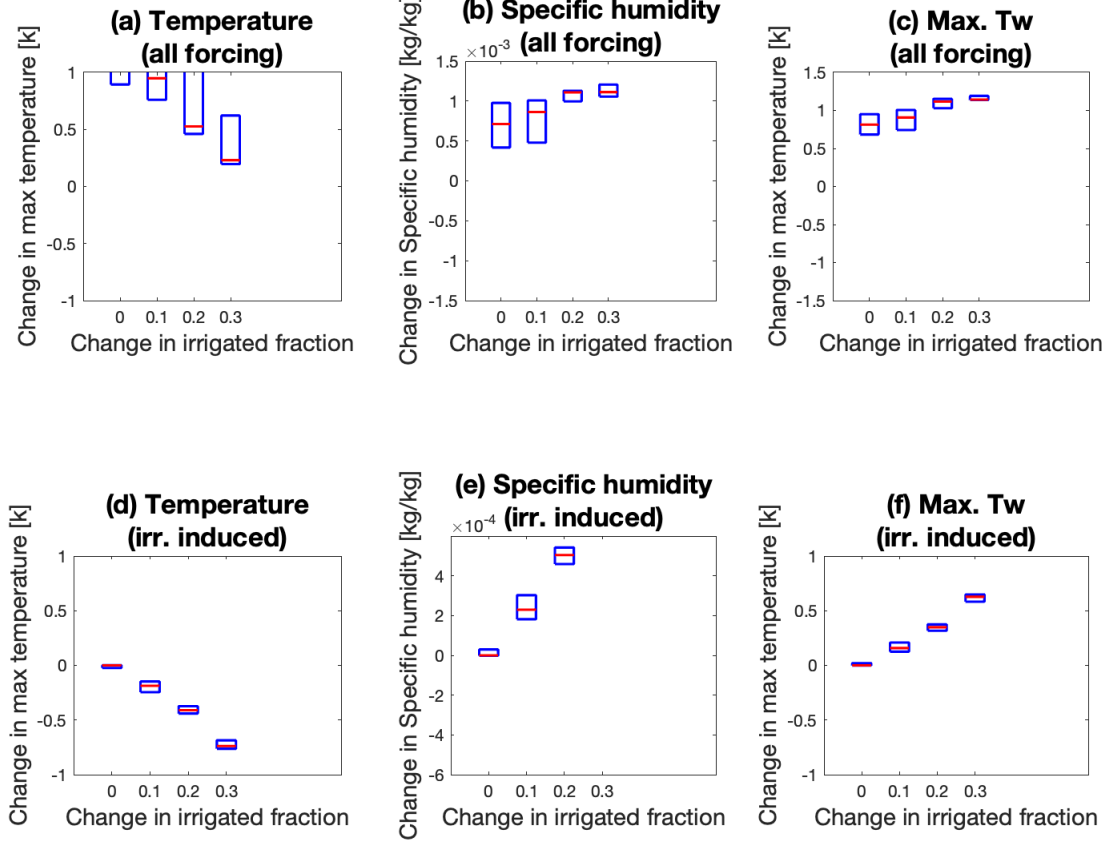 (a) Temperature
(all forcing)
Change in max temperature [k]
1
0.5
0
-0.5
-1
0 0.1 0.2 0.3
Change in irrigated fraction
(b) Specific humidity
(all forcing)
×10⁻³
Change in Specific humidity [kg/kg]
1.5
1
0.5
0
-0.5
-1
-1.5
0 0.1 0.2 0.3
Change in irrigated fraction
(c) Max. Tw
(all forcing)
Change in max temperature [k]
1.5
1
0.5
0
-0.5
-1
-1.5
0 0.1 0.2 0.3
Change in irrigated fraction
(d) Temperature
(irr. induced)
Change in max temperature [k]
1
0.5
0
-0.5
-1
0 0.1 0.2 0.3
Change in irrigated fraction
(e) Specific humidity
(irr. induced)
×10⁻⁴
Change in Specific humidity [kg/kg]
4
2
0
-2
-4
-6
0 0.1 0.2 0.3
Change in irrigated fraction
(f) Max. Tw
(irr. induced)
Change in max temperature [k]
1
0.5
0
-0.5
-1
0 0.1 0.2 0.3
Change in irrigated fraction